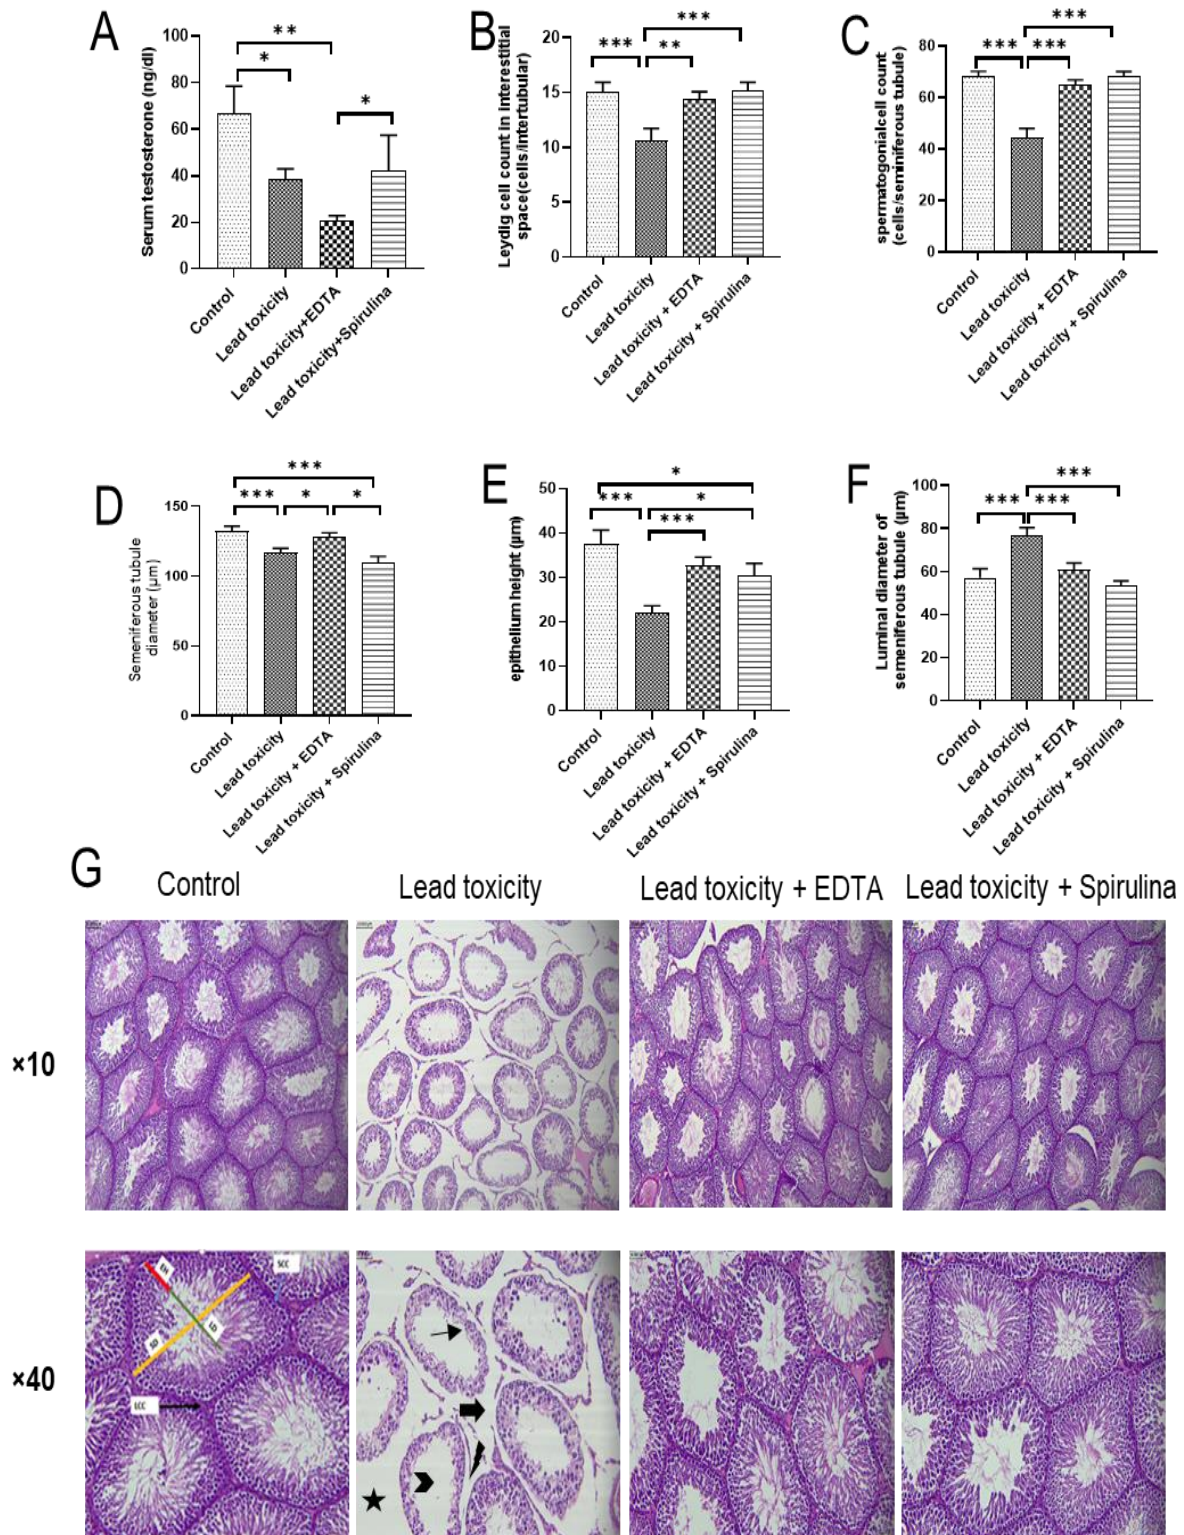 A
Serum testosterone (ng/dl)
100
80
60
40
20
0
**
*
*
Control
Lead toxicity
Lead toxicity+EDTA
Lead toxicity+Spirulina
B
Leydig cell count in interestitial
space(cells/intertubular)
20
15
10
5
0
***
***
**
Control
Lead toxicity
Lead toxicity + EDTA
Lead toxicity + Spirulina
C
spermatogonialcell count
(cells/seminiferous tubule)
80
60
40
20
0
***
***
***
Control
Lead toxicity
Lead toxicity + EDTA
Lead toxicity + Spirulina
D
Semeniferous tubule
diameter (µm)
150
100
50
0
***
***
*
*
Control
Lead toxicity
Lead toxicity + EDTA
Lead toxicity + Spirulina
E
epithelium height (µm)
50
40
30
20
10
0
*
***
*
***
Control
Lead toxicity
Lead toxicity + EDTA
Lead toxicity + Spirulina
F
Luminal diameter of
semeniferous tubule (µm)
100
80
60
40
20
0
***
***
***
Control
Lead toxicity
Lead toxicity + EDTA
Lead toxicity + Spirulina
G
Control
Lead toxicity
Lead toxicity + EDTA
Lead toxicity + Spirulina
×10
×40
EH
SCC
SD
LD
LCC